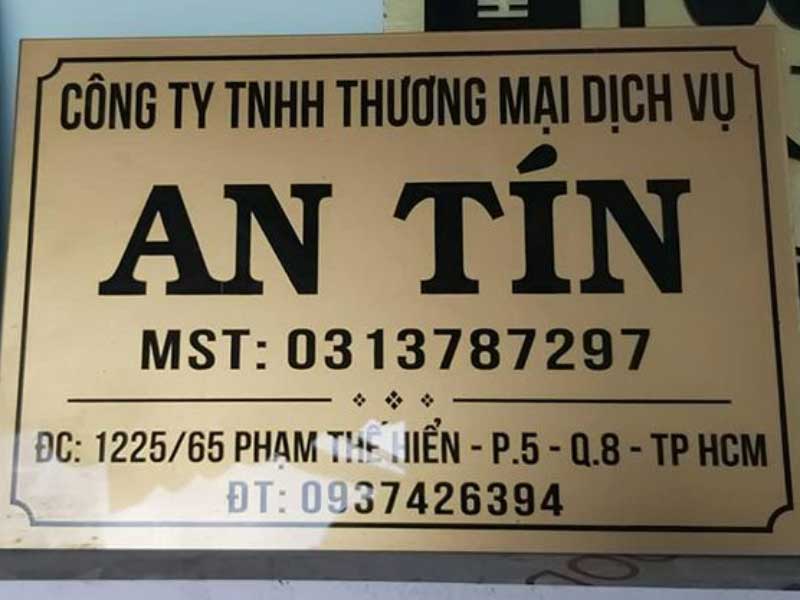 CÔNG TY TNHH THƯƠNG MẠI DỊCH VỤ
AN TÍN
MST: 0313787297
ĐC: 1225/65 PHẠM THẾ HIỂN - P.5 - Q.8 - TP HCM
ĐT: 0937426394